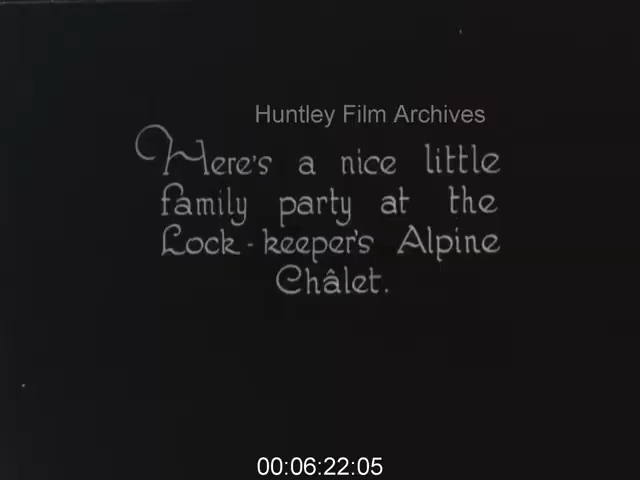 Huntley Film Archives
Here's a nice little
family party at the
Lock-keeper's Alpine
Châlet.
00:06:22:05